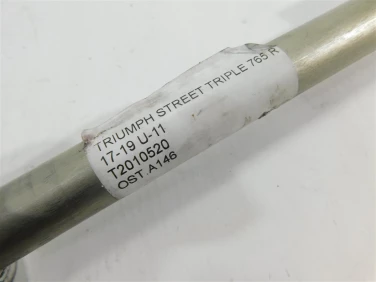 TRIUMPH STREET TRIPLE 765 R
17-19 U-11
T2010520
OST A146